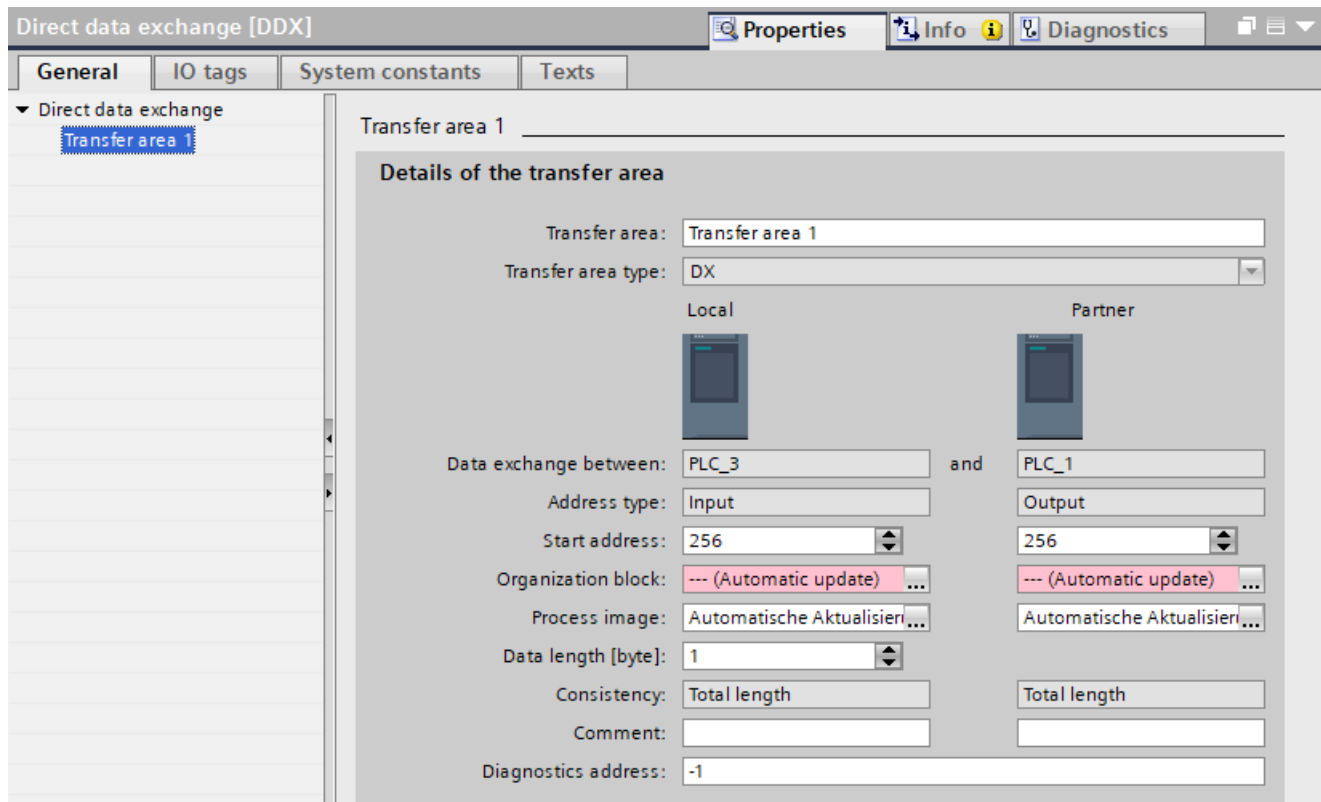 Direct data exchange [DDX] Properties Info Diagnostics
General IO tags System constants Texts
Direct data exchange
Transfer area 1
Transfer area 1
Details of the transfer area
Transfer area: Transfer area 1
Transfer area type: DX
Local Partner
Data exchange between: PLC_3 and PLC_1
Address type: Input Output
Start address: 256 256
Organization block: --- (Automatic update) ... --- (Automatic update) ...
Process image: Automatische Aktualisier ... Automatische Aktualisier ...
Data length [byte]: 1
Consistency: Total length Total length
Comment:
Diagnostics address: -1